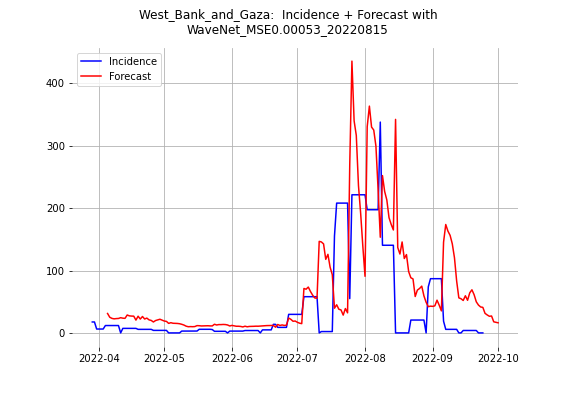 West_Bank_and_Gaza:  Incidence + Forecast with
WaveNet_MSE0.00053_20220815
Incidence
Forecast
400
300
200
100
0
2022-04 2022-05 2022-06 2022-07 2022-08 2022-09 2022-10